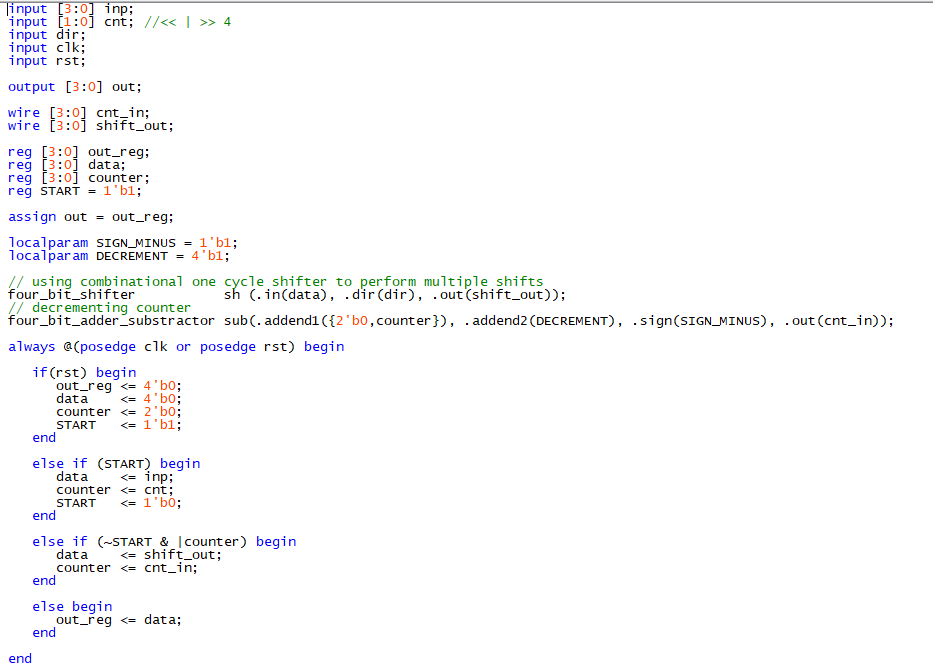 input [3:0] inp;
input [1:0] cnt; //<< | >> 4
input dir;
input clk;
input rst;
output [3:0] out;
wire [3:0] cnt_in;
wire [3:0] shift_out;
reg [3:0] out_reg;
reg [3:0] data;
reg [3:0] counter;
reg START = 1'b1;
assign out = out_reg;
localparam SIGN_MINUS = 1'b1;
localparam DECREMENT = 4'b1;
// using combinational one cycle shifter to perform multiple shifts
four_bit_shifter           sh (.in(data), .dir(dir), .out(shift_out));
// decrementing counter
four_bit_adder_substractor sub(.addend1({2'b0,counter}), .addend2(DECREMENT), .sign(SIGN_MINUS), .out(cnt_in));
always @(posedge clk or posedge rst) begin
   if(rst) begin
      out_reg <= 4'b0;
      data    <= 4'b0;
      counter <= 2'b0;
      START   <= 1'b1;
   end
   else if (START) begin
      data    <= inp;
      counter <= cnt;
      START   <= 1'b0;
   end
   else if (~START & |counter) begin
      data    <= shift_out;
      counter <= cnt_in;
   end
   else begin
      out_reg <= data;
   end
end